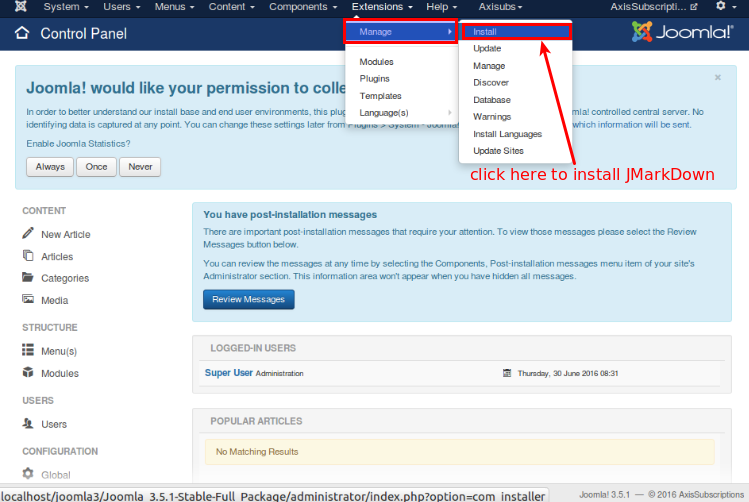 System Users Menus Content Components Extensions Help Axisubs AxisSubscripti...
Control Panel
Joomla!
Manage
Modules
Plugins
Templates
Language(s)
Install
Update
Manage
Discover
Database
Warnings
Install Languages
Update Sites
click here to install JMarkDown
Joomla! would like your permission to colle
In order to better understand our install base and end user environments, this plug
mla! controlled central server. No
identifying data is captured at any point. You can change these settings later from Plugins > System - Jooml
which information will be sent.
Enable Joomla Statistics?
Always Once Never
CONTENT
New Article
Articles
Categories
Media
STRUCTURE
Menu(s)
Modules
USERS
Users
CONFIGURATION
Global
You have post-installation messages
There are important post-installation messages that require your attention. To view those messages please select the Review
Messages button below.
You can review the messages at any time by selecting the Components, Post-installation messages menu item of your site's
Administrator section. This information area won't appear when you have hidden all messages.
Review Messages
LOGGED-IN USERS
Super User Administration Thursday, 30 June 2016 08:31
POPULAR ARTICLES
No Matching Results
localhost/joomla3/Joomla_3.5.1-Stable-Full_Package/administrator/index.php?option=com_installer
Joomla! 3.5.1 — © 2016 AxisSubscriptions